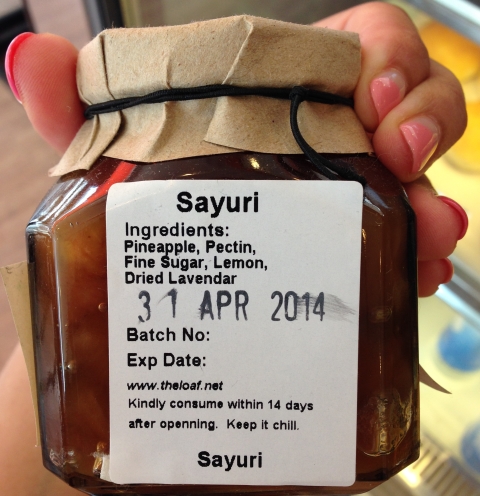 Sayuri
Ingredients:
Pineapple, Pectin,
Fine Sugar, Lemon,
Dried Lavendar
31 APR 2014
Batch No:
Exp Date:
www.theloaf.net
Kindly consume within 14 days
after openning. Keep it chill.
Sayuri